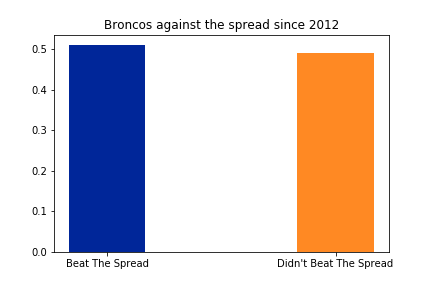 Broncos against the spread since 2012
0.5
0.4
0.3
0.2
0.1
0.0
Beat The Spread
Didn't Beat The Spread